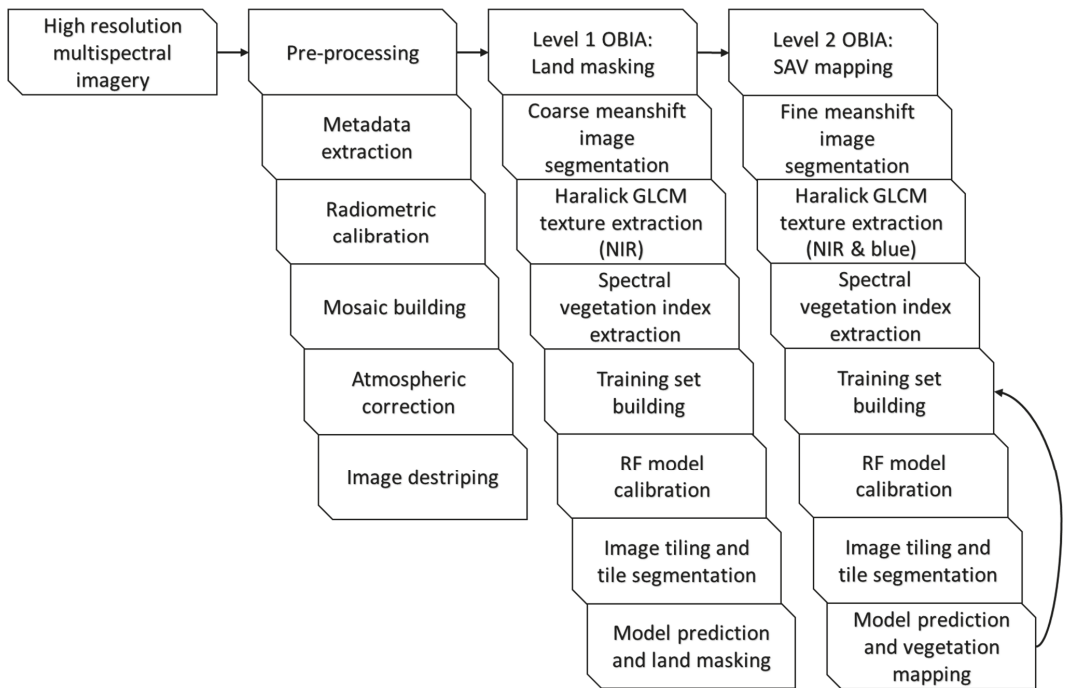 High resolution
multispectral
imagery
Pre-processing
Metadata
extraction
Radiometric
calibration
Mosaic building
Atmospheric
correction
Image destriping
Level 1 OBIA:
Land masking
Coarse meanshift
image
segmentation
Haralick GLCM
texture extraction
(NIR)
Spectral
vegetation index
extraction
Training set
building
RF model
calibration
Image tiling and
tile segmentation
Model prediction
and land masking
Level 2 OBIA:
SAV mapping
Fine meanshift
image
segmentation
Haralick GLCM
texture extraction
(NIR & blue)
Spectral
vegetation index
extraction
Training set
building
RF model
calibration
Image tiling and
tile segmentation
Model prediction
and vegetation
mapping